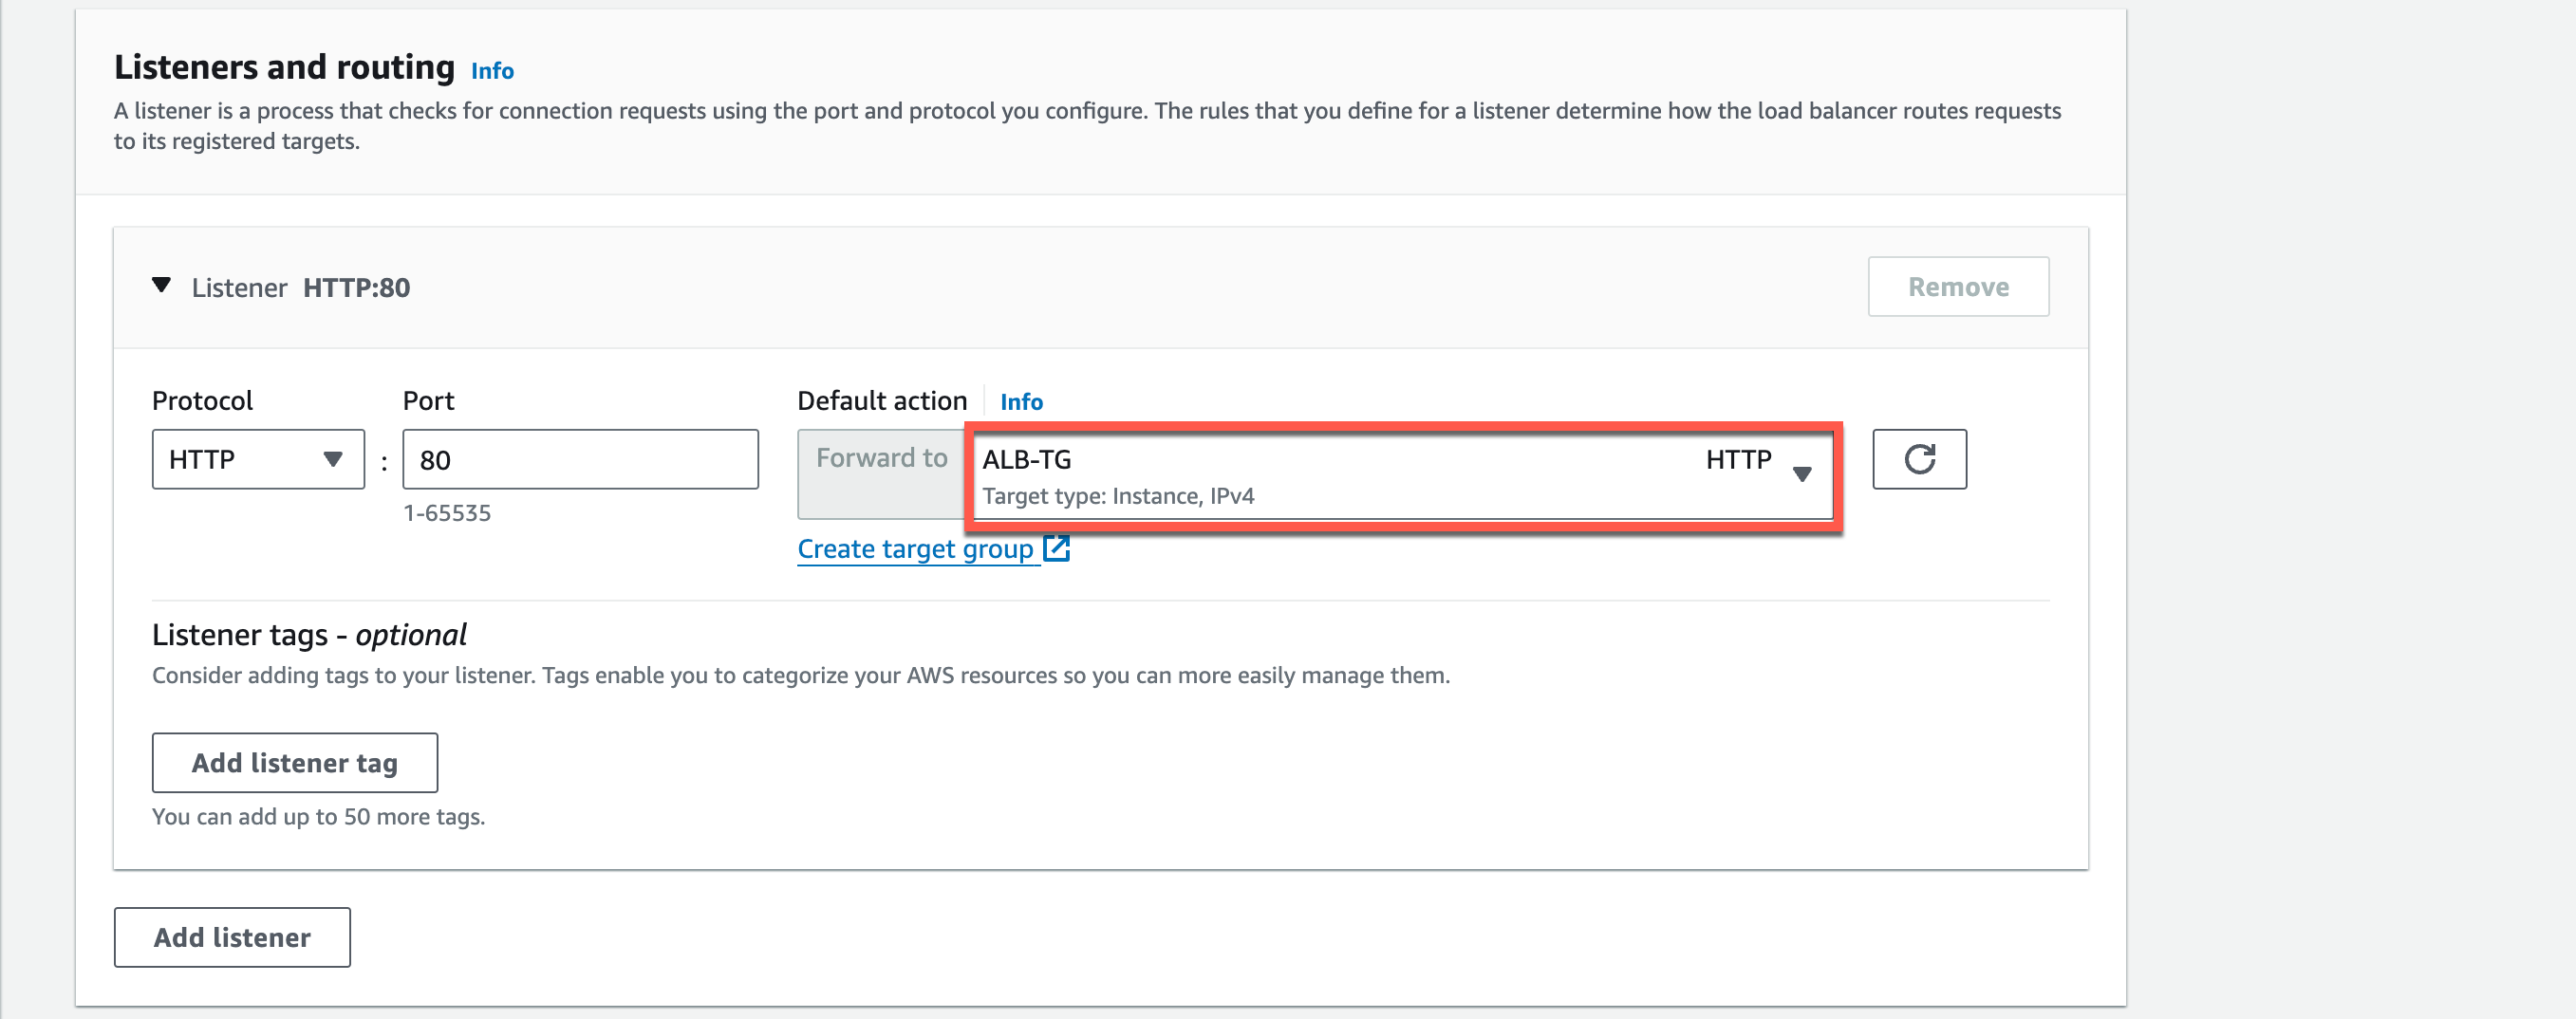 Listeners and routing Info
A listener is a process that checks for connection requests using the port and protocol you configure. The rules that you define for a listener determine how the load balancer routes requests
to its registered targets.
Listener HTTP:80
Remove
Protocol Port Default action Info
HTTP : 80 Forward to ALB-TG HTTP
Target type: Instance, IPv4
1-65535
Create target group
Listener tags - optional
Consider adding tags to your listener. Tags enable you to categorize your AWS resources so you can more easily manage them.
Add listener tag
You can add up to 50 more tags.
Add listener